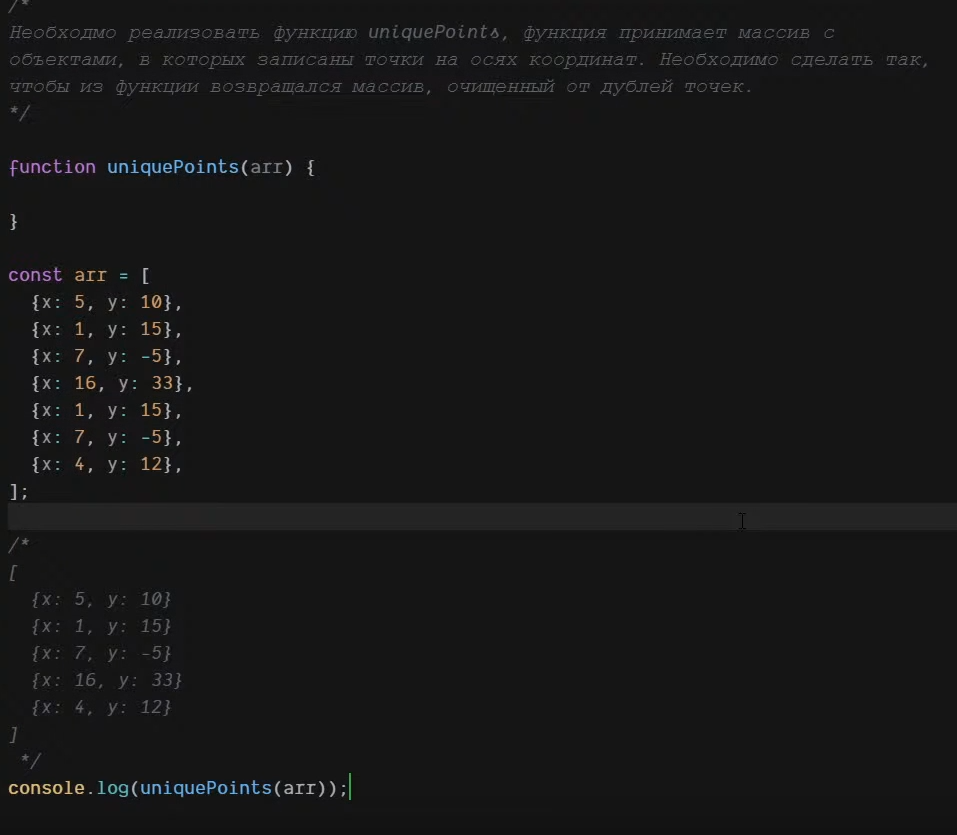 /*
Необходмо реализовать функцию uniquePoints, функция принимает массив с
объектами, в которых записаны точки на осях координат. Необходимо сделать так,
чтобы из функции возвращался массив, очищенный от дублей точек.
*/
function uniquePoints(arr) {
}
const arr = [
{x: 5, y: 10},
{x: 1, y: 15},
{x: 7, y: -5},
{x: 16, y: 33},
{x: 1, y: 15},
{x: 7, y: -5},
{x: 4, y: 12},
];
/*
[
{x: 5, y: 10}
{x: 1, y: 15}
{x: 7, y: -5}
{x: 16, y: 33}
{x: 4, y: 12}
]
*/
console.log(uniquePoints(arr));